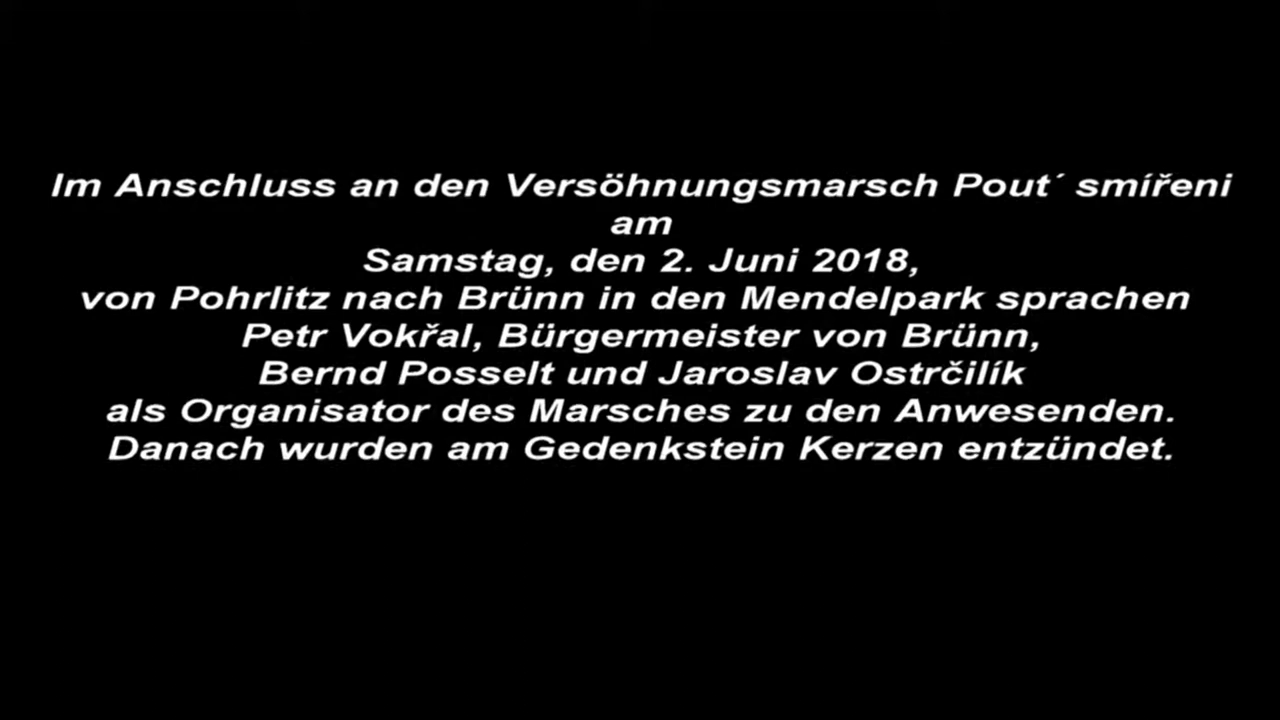 Im Anschluss an den Versöhnungsmarsch Pout´ smířeni
am
Samstag, den 2. Juni 2018,
von Pohrlitz nach Brünn in den Mendelpark sprachen
Petr Vokřal, Bürgermeister von Brünn,
Bernd Posselt und Jaroslav Ostrčilík
als Organisator des Marsches zu den Anwesenden.
Danach wurden am Gedenkstein Kerzen entzündet.